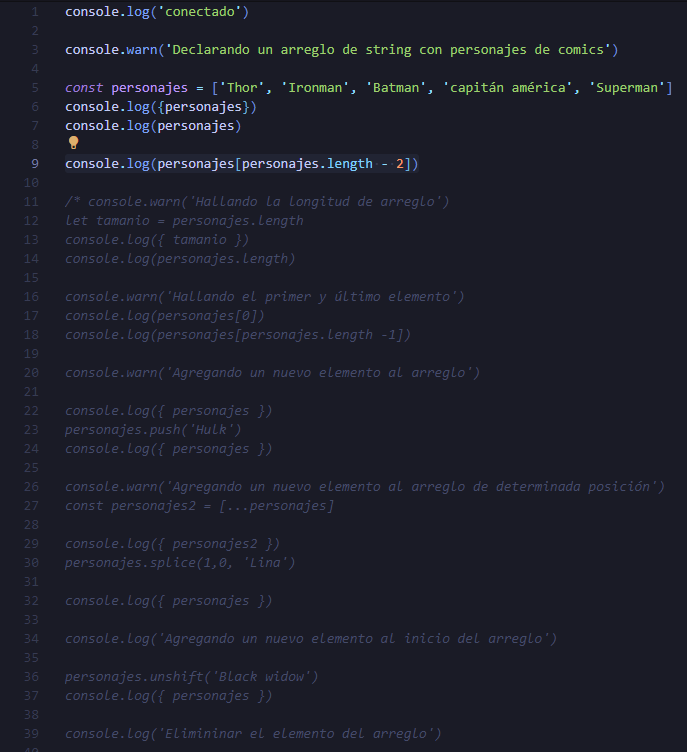 1 console.log('conectado')
2
3 console.warn('Declarando un arreglo de string con personajes de comics')
4
5 const personajes = ['Thor', 'Ironman', 'Batman', 'capitán américa', 'Superman']
6 console.log({personajes})
7 console.log(personajes)
8
9 console.log(personajes[personajes.length - 2])
10
11 /* console.warn('Hallando la longitud de arreglo')
12 let tamanio = personajes.length
13 console.log({ tamanio })
14 console.log(personajes.length)
15
16 console.warn('Hallando el primer y último elemento')
17 console.log(personajes[0])
18 console.log(personajes[personajes.length -1])
19
20 console.warn('Agregando un nuevo elemento al arreglo')
21
22 console.log({ personajes })
23 personajes.push('Hulk')
24 console.log({ personajes })
25
26 console.warn('Agregando un nuevo elemento al arreglo de determinada posición')
27 const personajes2 = [...personajes]
28
29 console.log({ personajes2 })
30 personajes.splice(1,0, 'Lina')
31
32 console.log({ personajes })
33
34 console.log('Agregando un nuevo elemento al inicio del arreglo')
35
36 personajes.unshift('Black widow')
37 console.log({ personajes })
38
39 console.log('Elimininar el elemento del arreglo')
40